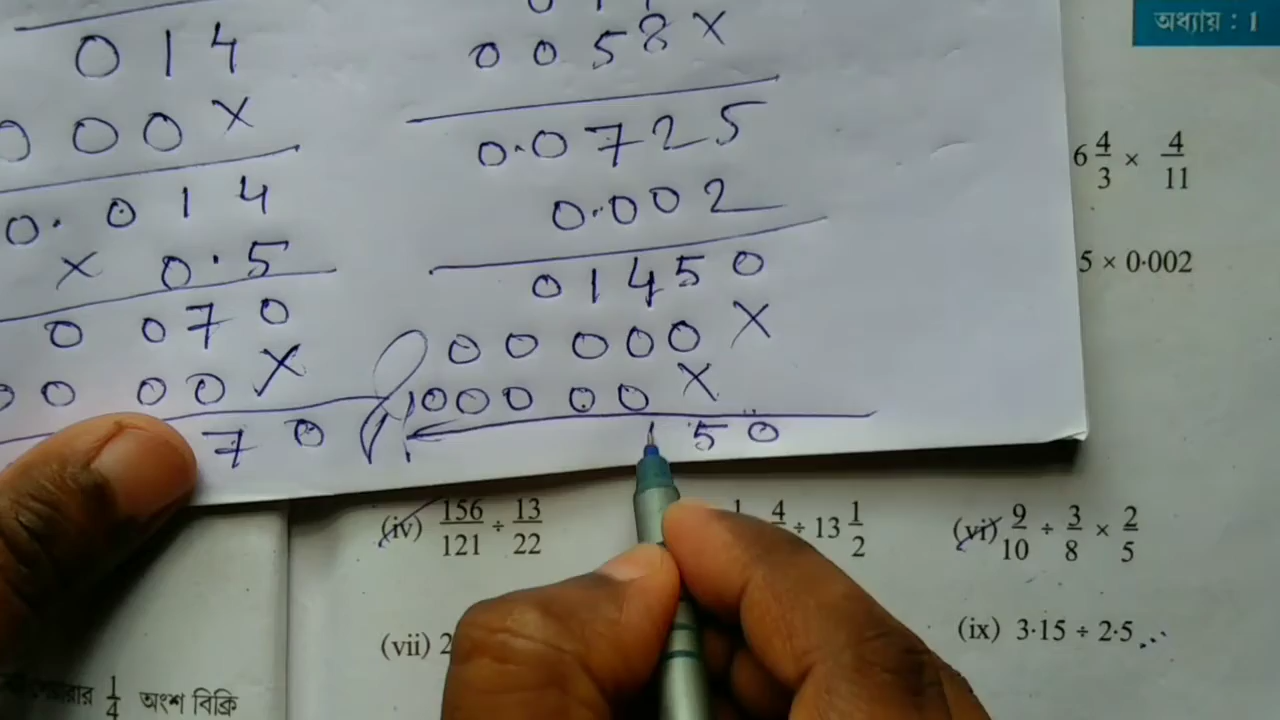 অধ্যায় : 1
0 1 4
0 0 0 ×
0.0 1 4
× 0.5
0 0 7 0
0 0 0 0 ×
7 0
0 0 5 8 ×
0.0 7 2 5
0.0 0 2
0 1 4 5 0
0 0 0 0 0 ×
0 0 0 0 0 ×
5 0
6 4/3 × 4/11
5 × 0·002
(iv) 156/121 ÷ 13/22
4 ÷ 13 1/2
(vi) 9/10 ÷ 3/8 × 2/5
(vii) 2
(ix) 3·15 ÷ 2·5
1/4 অংশ বিক্রি